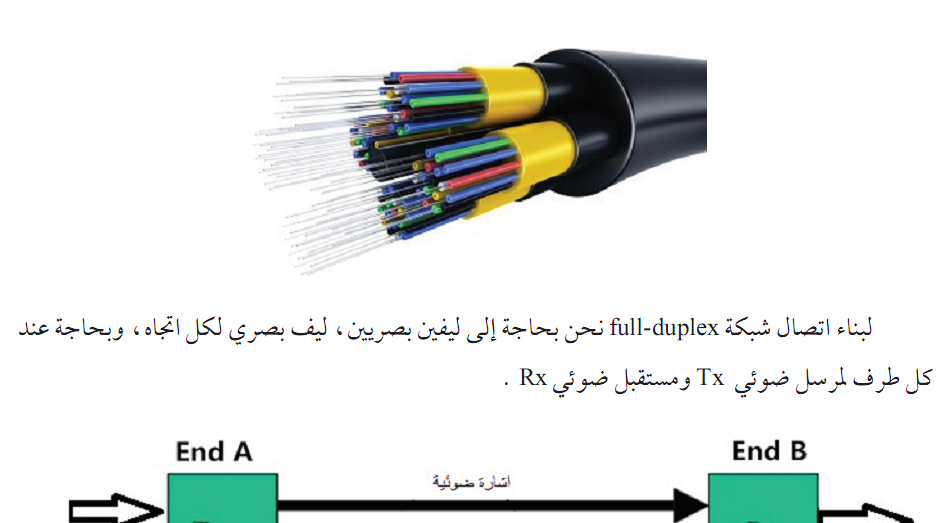 لبناء اتصال شبكة full-duplex نحن بحاجة إلى ليفين بصريين، ليف بصري لكل اتجاه، وبحاجة عند
كل طرف لمرسل ضوئي Tx ومستقبل ضوئي Rx .
End A
End B
اشارة ضوئية